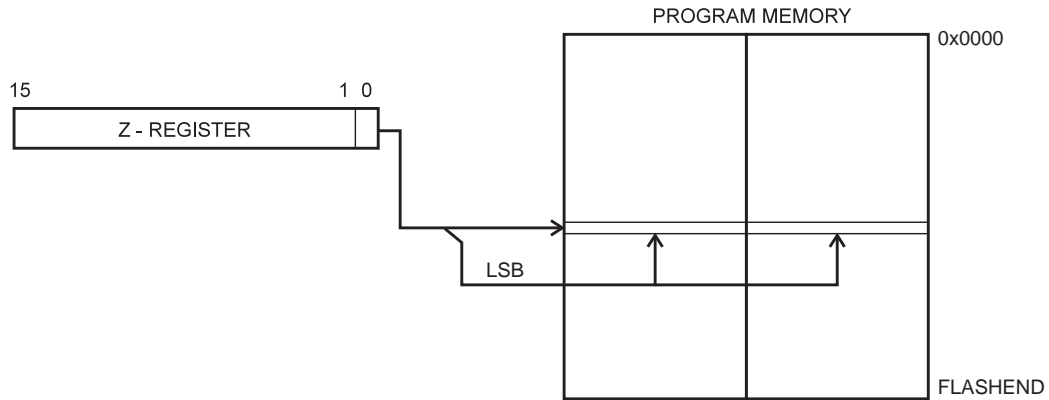 PROGRAM MEMORY
0x0000
15 1 0
Z - REGISTER
LSB
FLASHEND